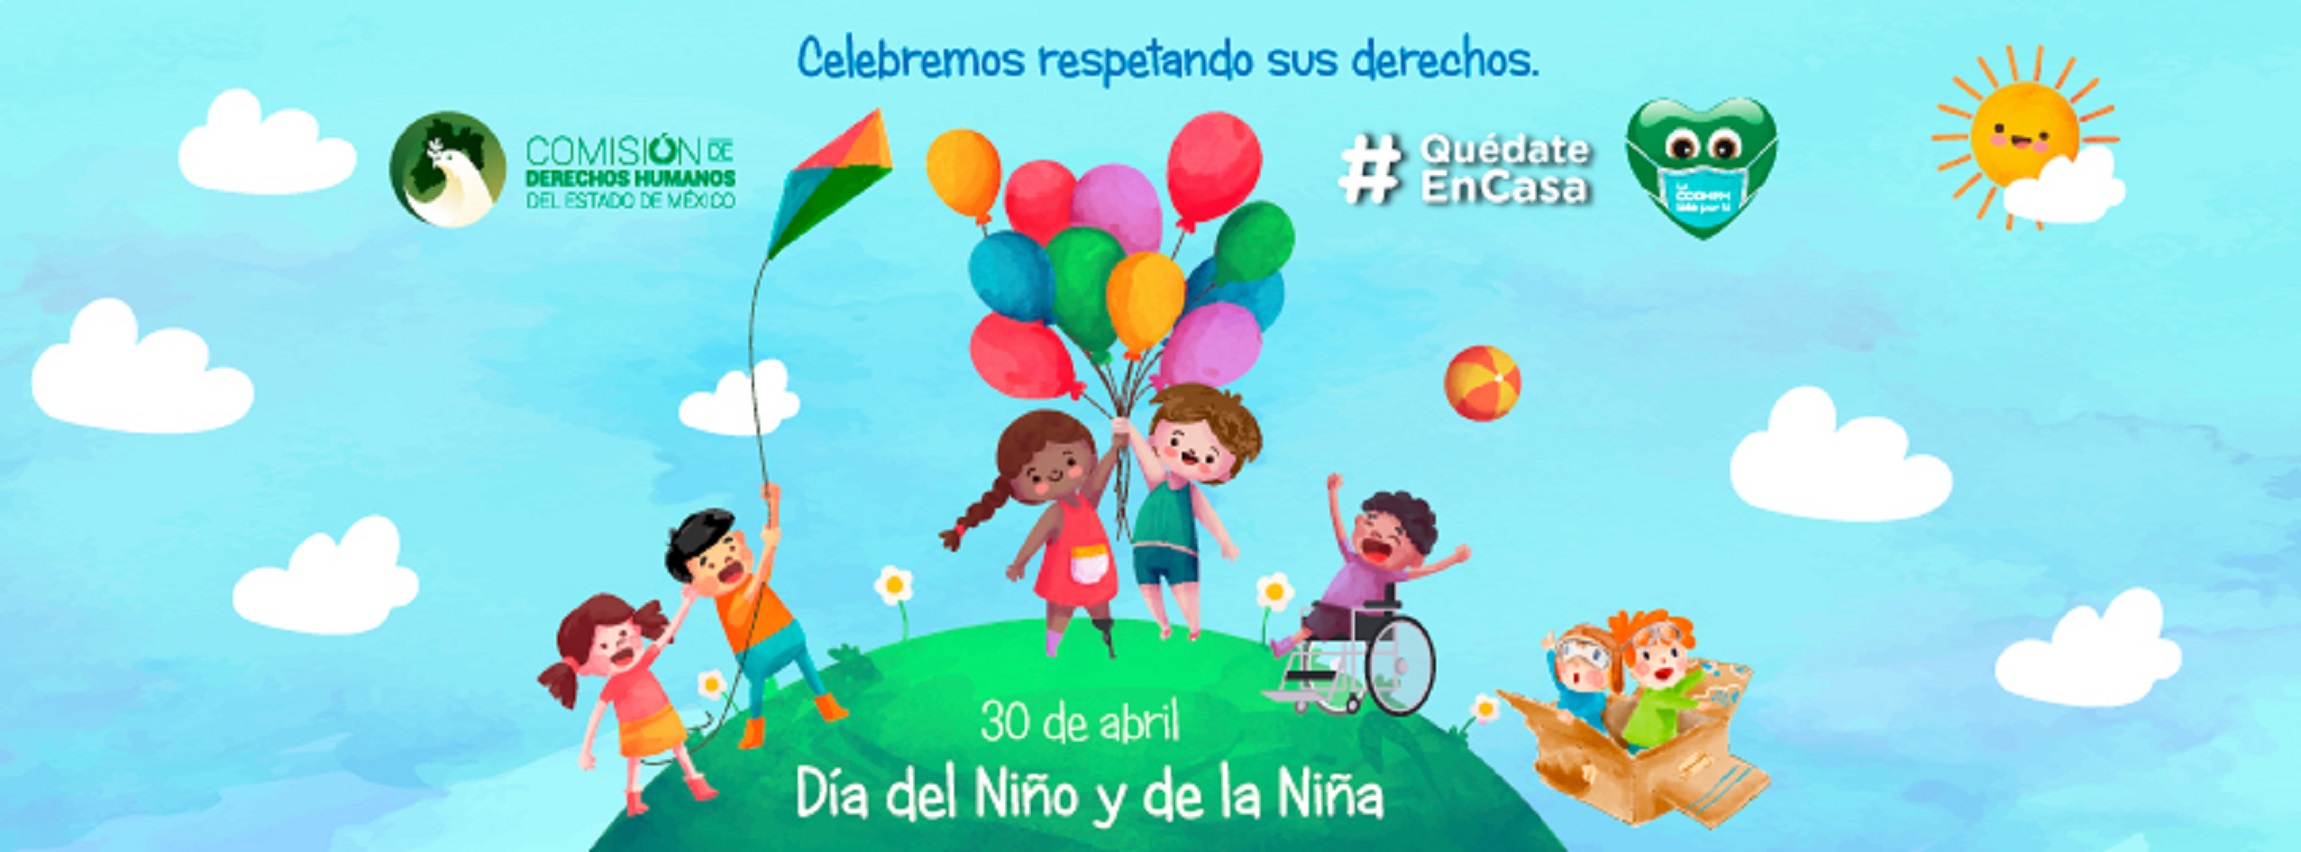 Celebremos respetando sus derechos.
COMISIÓN DE
DERECHOS HUMANOS
DEL ESTADO DE MÉXICO
# Quédate
EnCasa
30 de abril
Día del Niño y de la Niña